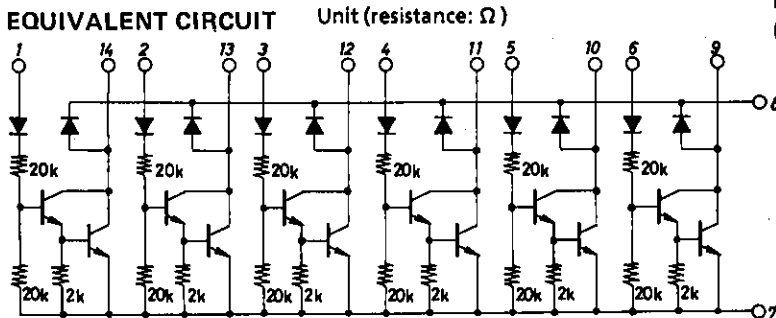 EQUIVALENT CIRCUIT Unit (resistance: Ω)
1 14 2 13 3 12 4 11 5 10 6 9
20k 20k 20k 20k 20k 20k
20k 2k 20k 2k 20k 2k 20k 2k 20k 2k 20k 2k
7